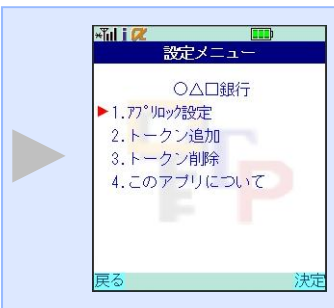 設定メニュー
○△□銀行
1.アプリロック設定
2.トークン追加
3.トークン削除
4.このアプリについて
戻る
決定